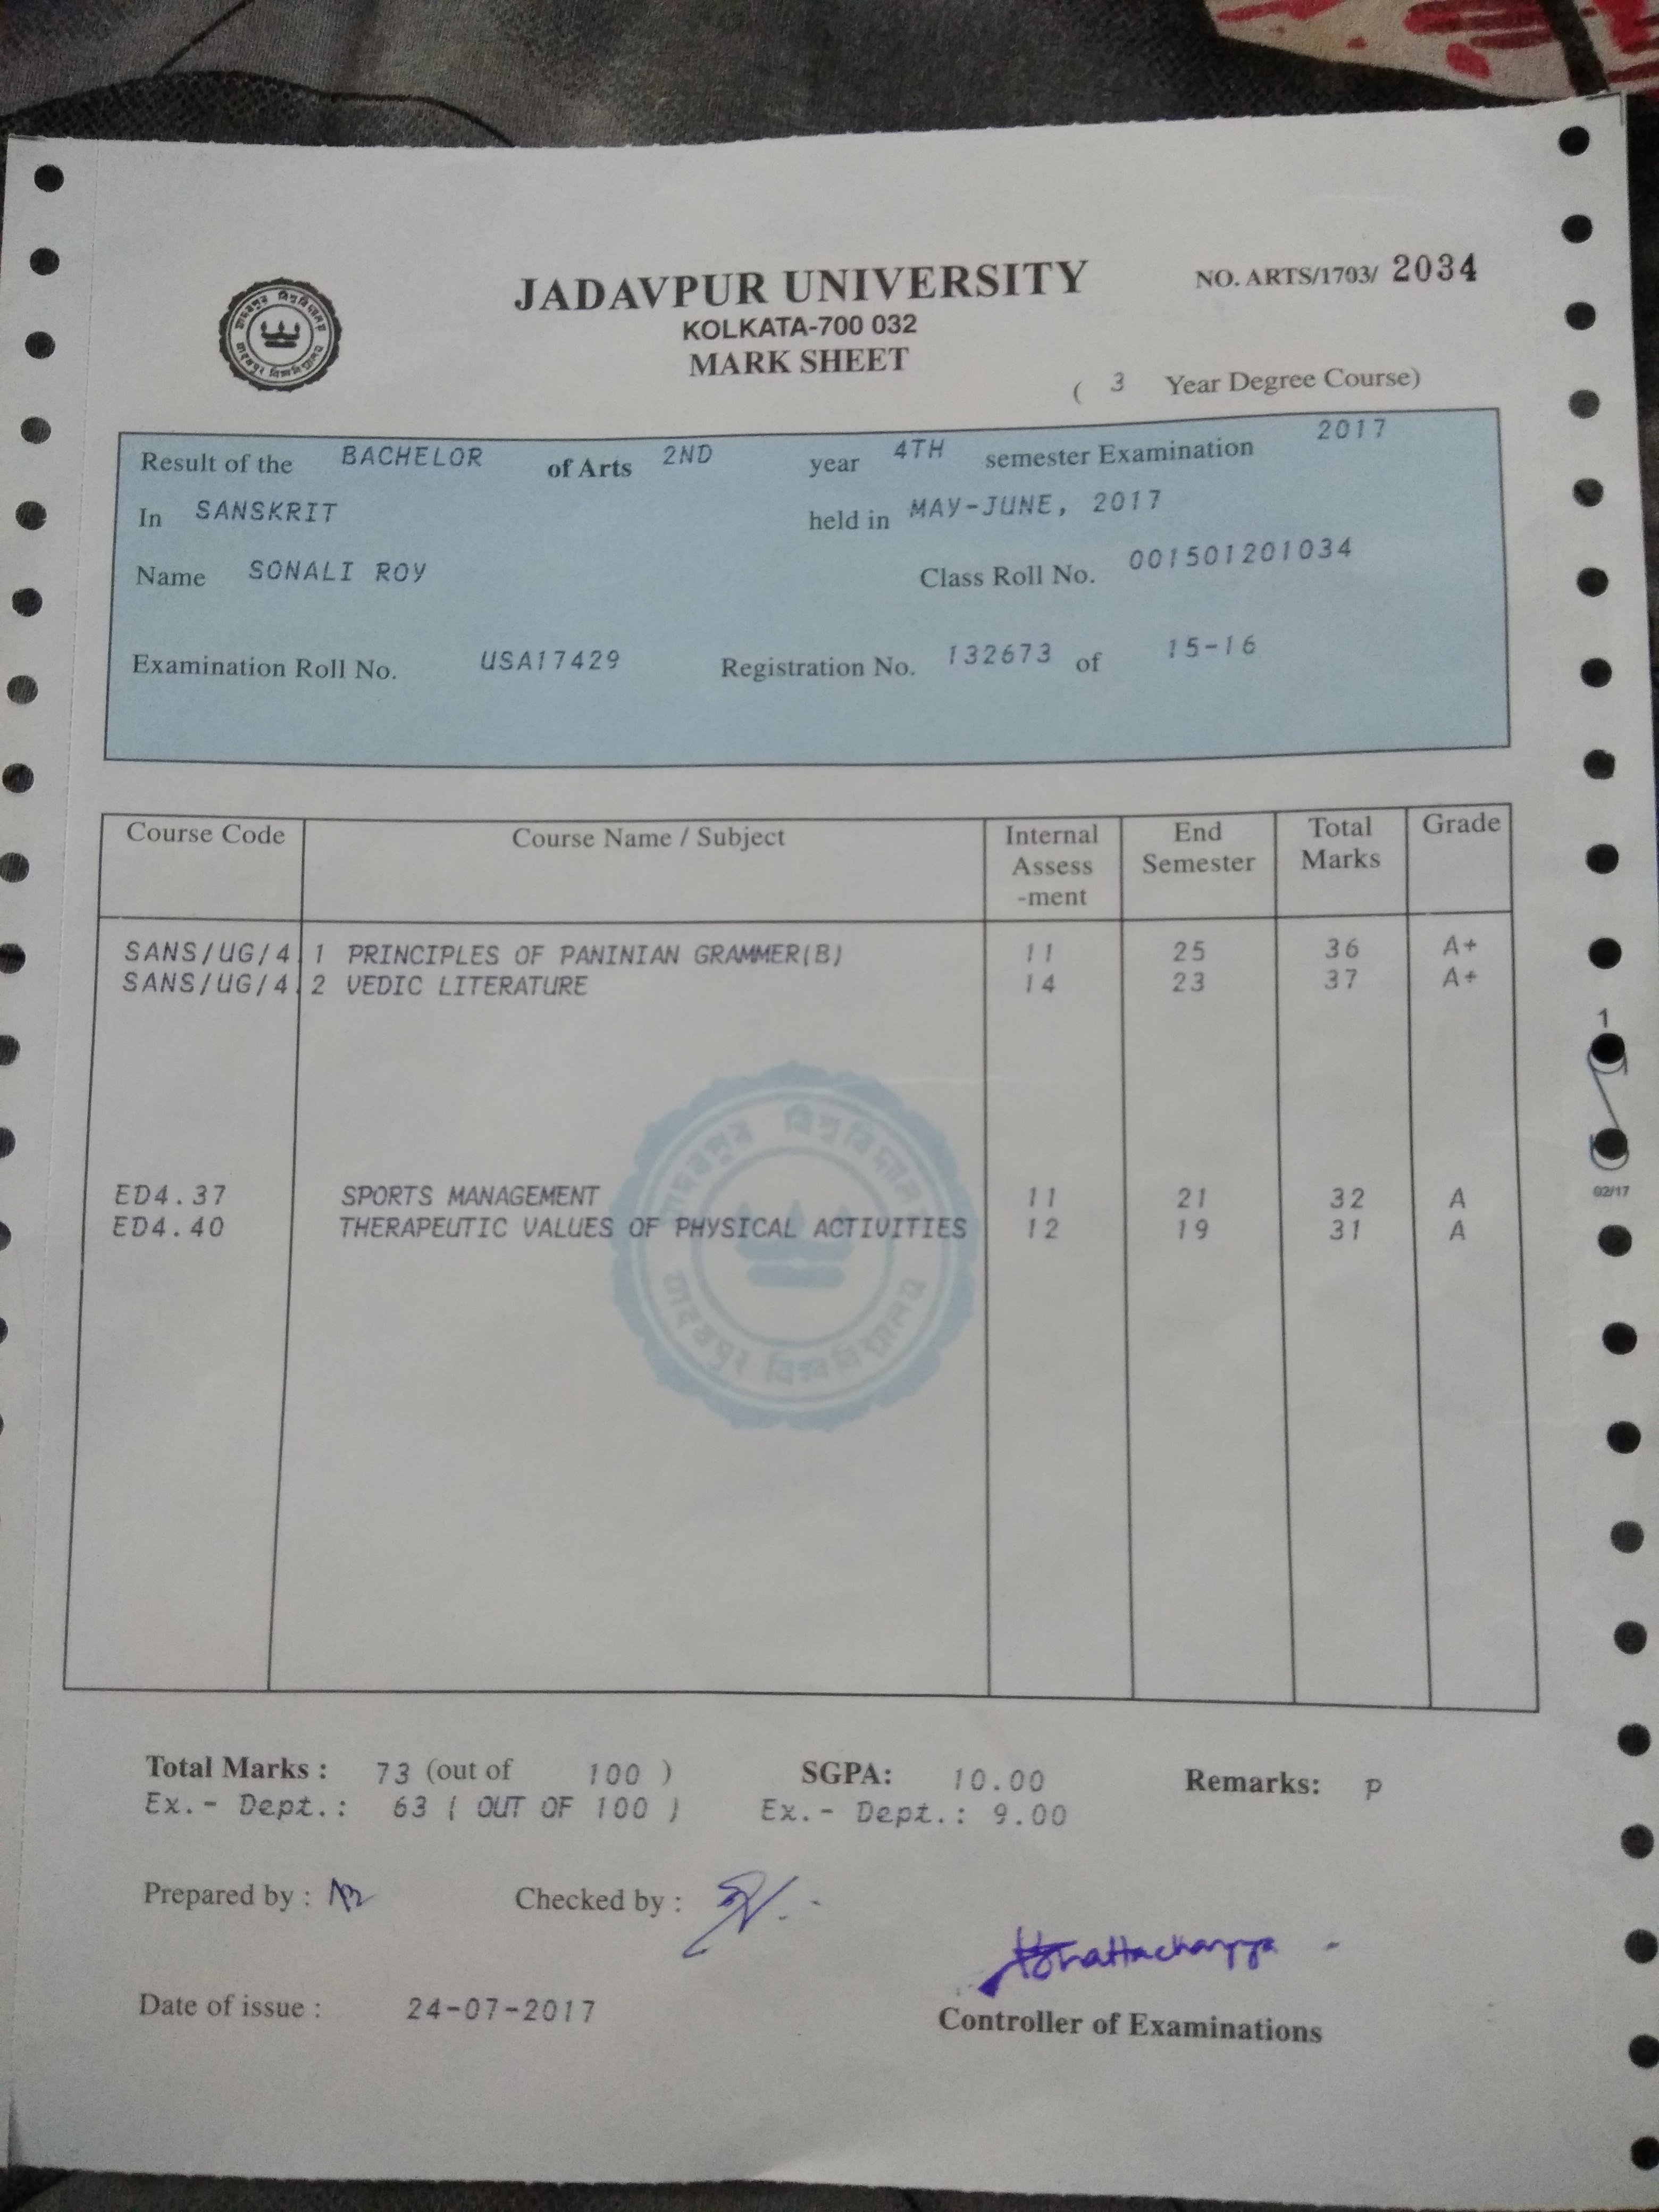 JADAVPUR UNIVERSITY
NO. ARTS/1703/ 2034
KOLKATA-700 032
MARK SHEET
( 3 Year Degree Course)
যাদবপুর বিশ্ববিদ্যালয়
Result of the BACHELOR of Arts 2ND year 4TH semester Examination 2017
In SANSKRIT held in MAY-JUNE, 2017
Name SONALI ROY Class Roll No. 001501201034
Examination Roll No. USA17429 Registration No. 132673 of 15-16
Course Code Course Name / Subject Internal Assess -ment End Semester Total Marks Grade
SANS/UG/4.1 PRINCIPLES OF PANINIAN GRAMMER(B) 11 25 36 A+
SANS/UG/4.2 VEDIC LITERATURE 14 23 37 A+
1
ED4.37 SPORTS MANAGEMENT 11 21 32 A
02/17
ED4.40 THERAPEUTIC VALUES OF PHYSICAL ACTIVITIES 12 19 31 A
যাদবপুর বিশ্ববিদ্যালয়
Total Marks : 73 (out of 100 ) SGPA: 10.00 Remarks: P
Ex.- Dept.: 63 ( OUT OF 100 ) Ex.- Dept.: 9.00
Prepared by : Checked by :
Bhattacharyya
Date of issue : 24-07-2017
Controller of Examinations